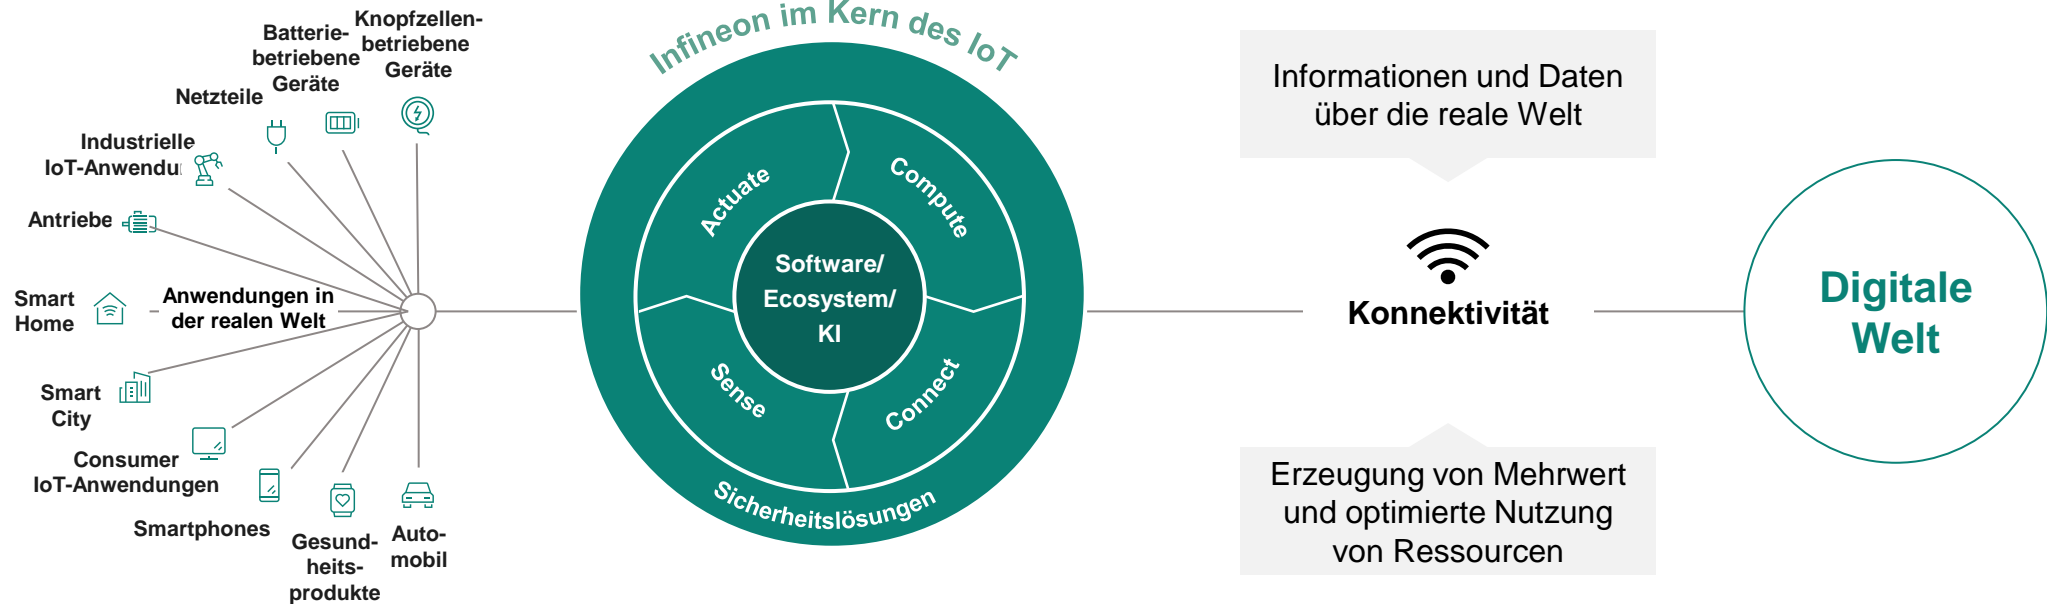 Knopfzellen-
betriebene
Geräte
Batterie-
betriebene
Geräte
Netzteile
Industrielle
IoT-Anwendu
Antriebe
Smart
Home
Anwendungen in
der realen Welt
Smart
City
Consumer
IoT-Anwendungen
Smartphones
Gesund-
heits-
produkte
Auto-
mobil
Infineon im Kern des IoT
Actuate
Compute
Software/
Ecosystem/
KI
Sense
Connect
Sicherheitslösungen
Informationen und Daten
über die reale Welt
Konnektivität
Erzeugung von Mehrwert
und optimierte Nutzung
von Ressourcen
Digitale
Welt